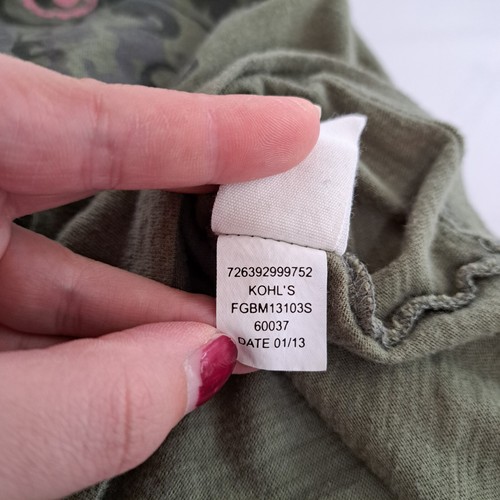 726392999752
KOHL'S
FGBM13103S
60037
DATE 01/13